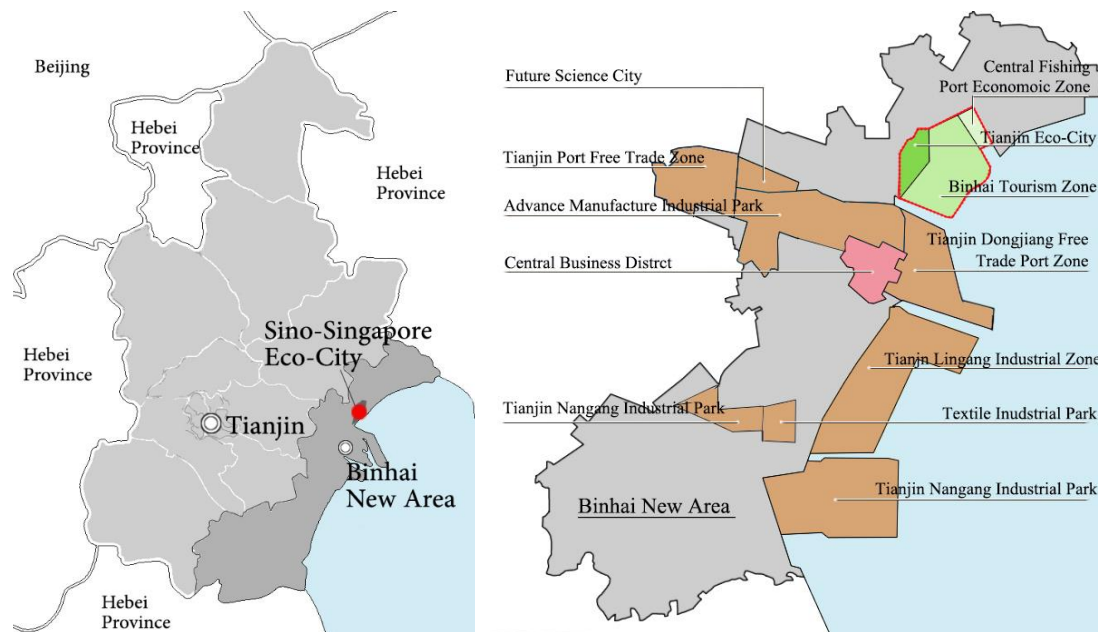 Beijing
Hebei
Province
Hebei
Province
Sino-Singapore
Eco-City
Hebei
Province
Tianjin
Binhai
New Area
Hebei
Province
Future Science City
Central Fishing
Port Economoic Zone
Tianjin Eco-City
Tianjin Port Free Trade Zone
Binhai Tourism Zone
Advance Manufacture Industrial Park
Tianjin Dongjiang Free
Trade Port Zone
Central Business Distrct
Tianjin Lingang Industrial Zone
Tianjin Nangang Industrial Park
Textile Inudstrial Park
Tianjin Nangang Industrial Park
Binhai New Area